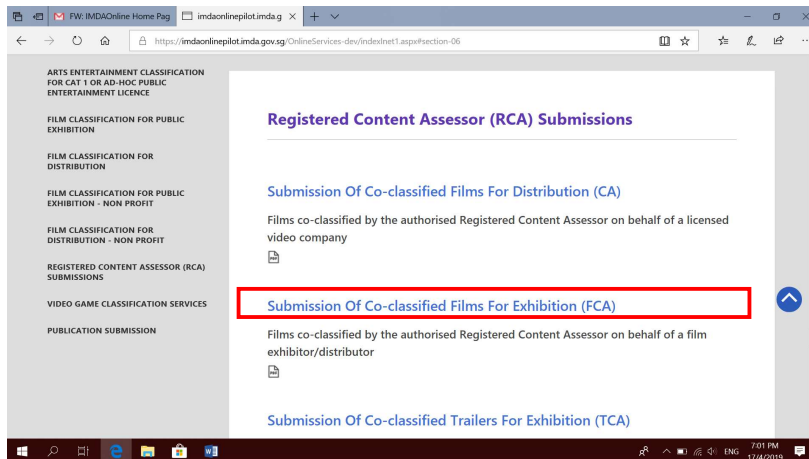 FW: IMDAOnline Home Pag
imdaonlinepilot.imda.g
https://imdaonlinepilot.imda.gov.sg/OnlineServices-dev/indexInet1.aspx#section-06
ARTS ENTERTAINMENT CLASSIFICATION
FOR CAT 1 OR AD-HOC PUBLIC
ENTERTAINMENT LICENCE
FILM CLASSIFICATION FOR PUBLIC
EXHIBITION
FILM CLASSIFICATION FOR
DISTRIBUTION
FILM CLASSIFICATION FOR PUBLIC
EXHIBITION - NON PROFIT
FILM CLASSIFICATION FOR
DISTRIBUTION - NON PROFIT
REGISTERED CONTENT ASSESSOR (RCA)
SUBMISSIONS
VIDEO GAME CLASSIFICATION SERVICES
PUBLICATION SUBMISSION
Registered Content Assessor (RCA) Submissions
Submission Of Co-classified Films For Distribution (CA)
Films co-classified by the authorised Registered Content Assessor on behalf of a licensed
video company
Submission Of Co-classified Films For Exhibition (FCA)
Films co-classified by the authorised Registered Content Assessor on behalf of a film
exhibitor/distributor
Submission Of Co-classified Trailers For Exhibition (TCA)
ENG
7:01 PM
17/4/2019